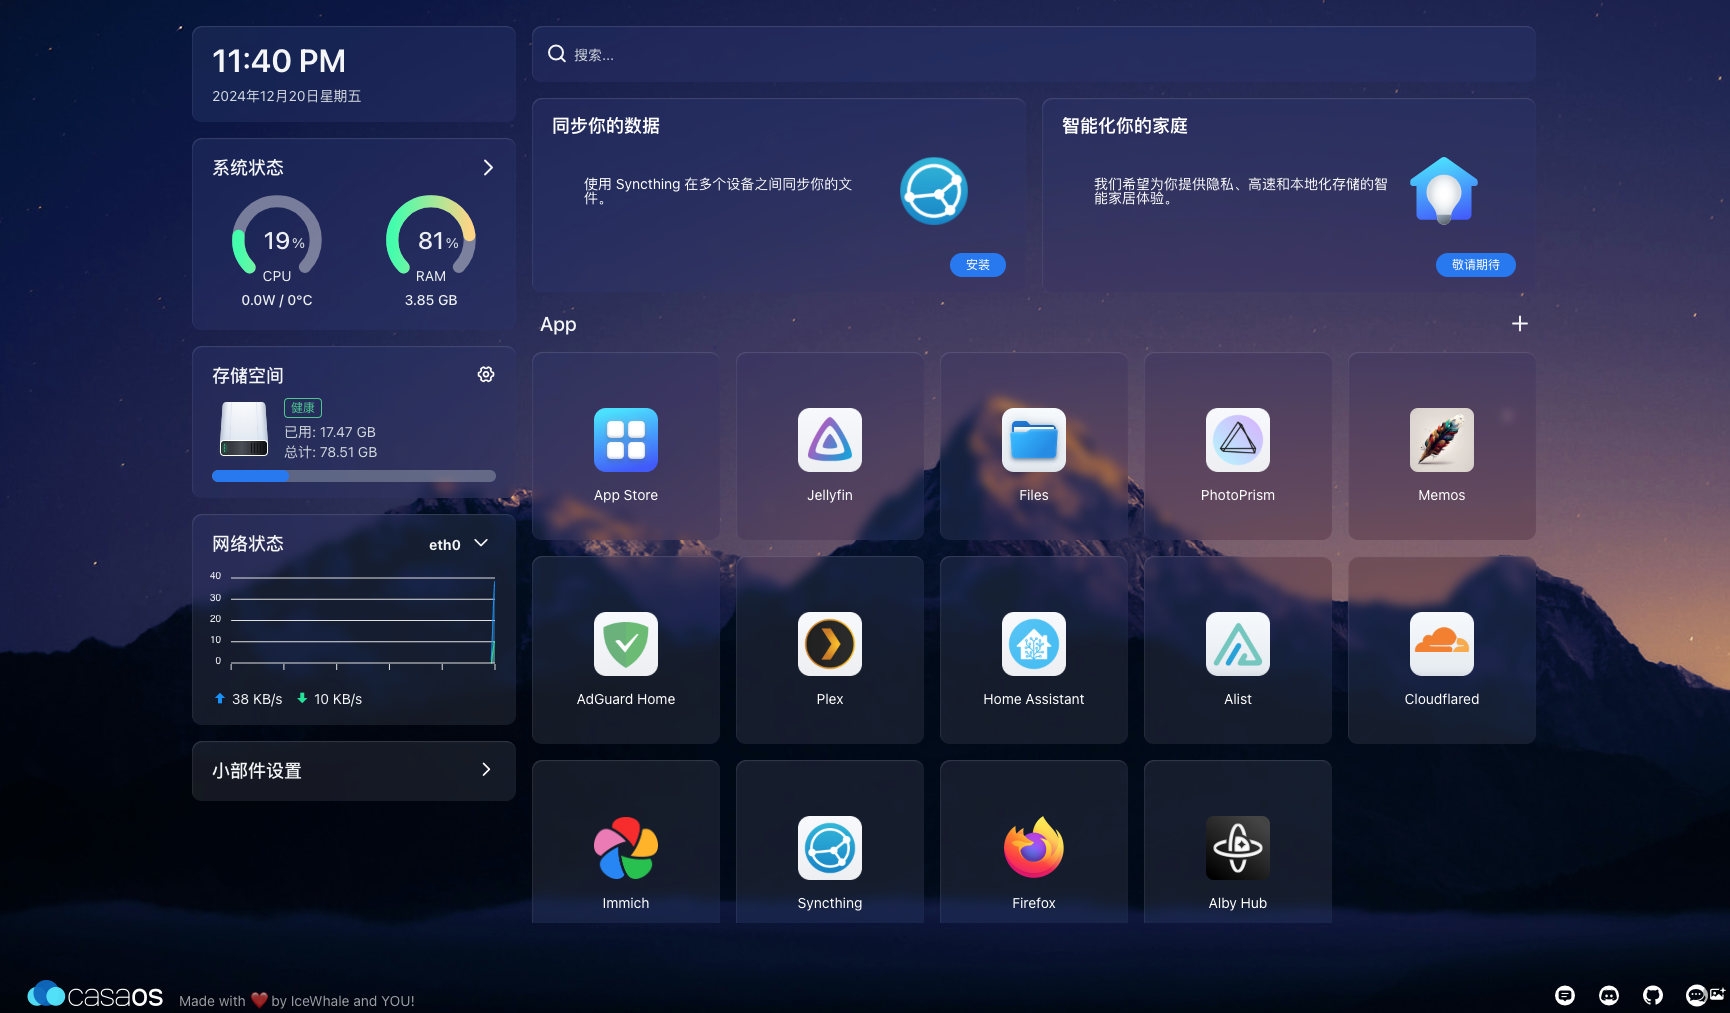 11:40 PM
2024年12月20日星期五
系统状态
19%
CPU
0.0W / 0°C
81%
RAM
3.85 GB
存储空间
健康
已用: 17.47 GB
总计: 78.51 GB
网络状态
eth0
40
30
20
10
0
38 KB/s
10 KB/s
小部件设置
搜索...
同步你的数据
使用 Syncthing 在多个设备之间同步你的文
件。
安装
智能化你的家庭
我们希望为你提供隐私、高速和本地化存储的智
能家居体验。
敬请期待
App
App Store
Jellyfin
Files
PhotoPrism
Memos
AdGuard Home
Plex
Home Assistant
Alist
Cloudflared
Immich
Syncthing
Firefox
Alby Hub
casaos
Made with ❤️ by IceWhale and YOU!